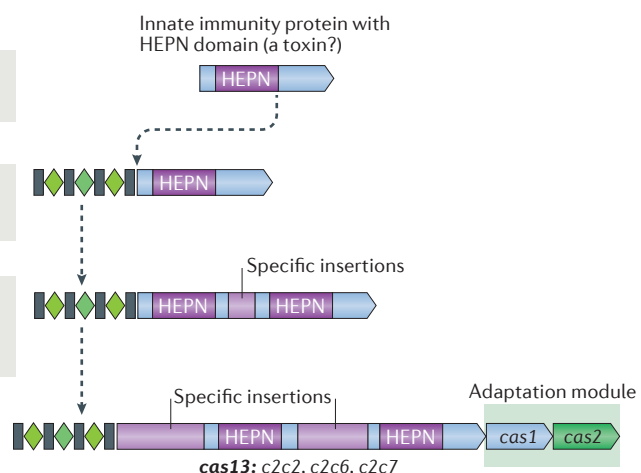 Innate immunity protein with
HEPN domain (a toxin?)
HEPN
HEPN
Specific insertions
HEPN HEPN
Specific insertions
Adaptation module
HEPN HEPN cas1 cas2
cas13: c2c2, c2c6, c2c7